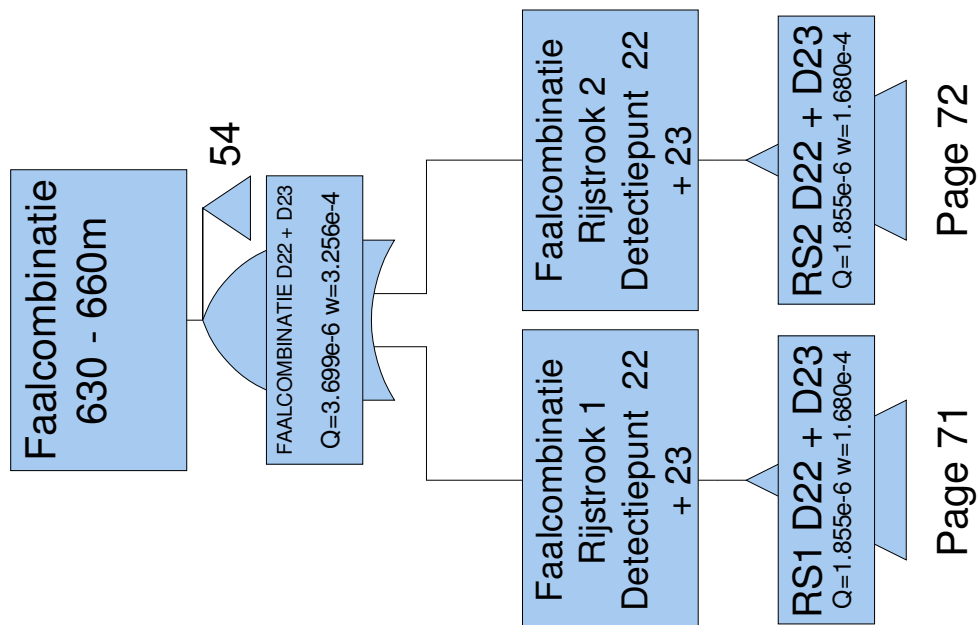 Faalcombinatie
630 - 660m
54
FAALCOMBINATIE D22 + D23
Q=3.699e-6 w=3.256e-4
Faalcombinatie
Rijstrook 1
Detectiepunt 22
+ 23
RS1 D22 + D23
Q=1.855e-6 w=1.680e-4
Page 71
Faalcombinatie
Rijstrook 2
Detectiepunt 22
+ 23
RS2 D22 + D23
Q=1.855e-6 w=1.680e-4
Page 72